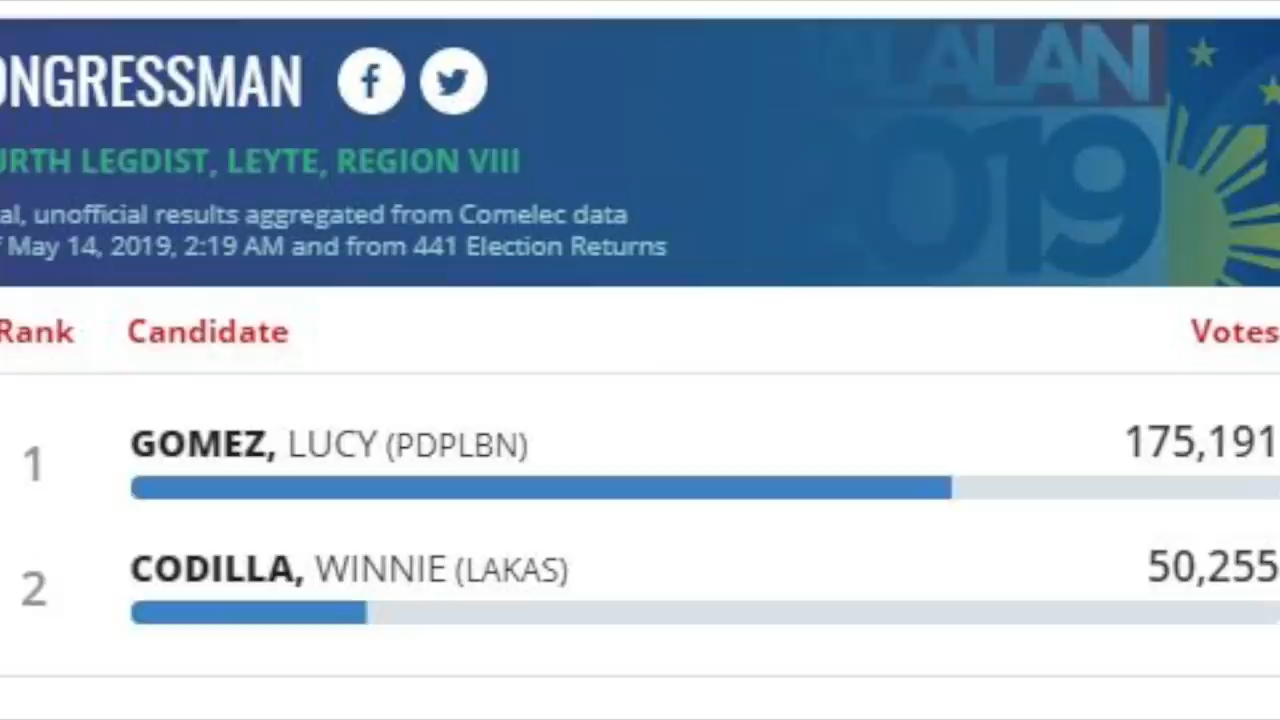 ONGRESSMAN
URTH LEGDIST, LEYTE, REGION VIII
al, unofficial results aggregated from Comelec data
May 14, 2019, 2:19 AM and from 441 Election Returns
ALALAN
2019
Rank Candidate Votes
1 GOMEZ, LUCY (PDPLBN) 175,191
2 CODILLA, WINNIE (LAKAS) 50,255